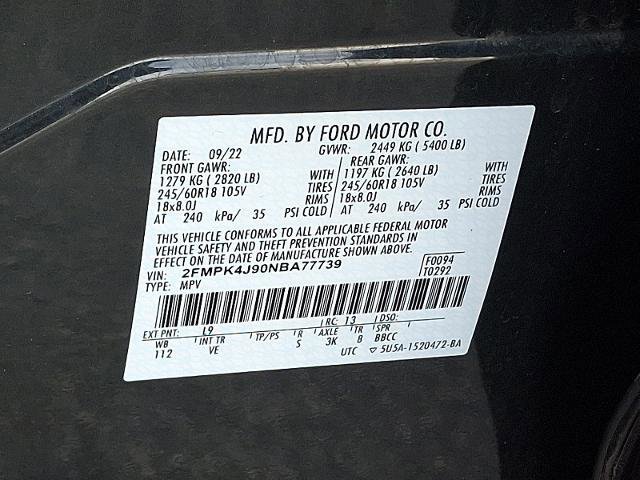 MFD. BY FORD MOTOR CO.
DATE: 09/22 GVWR: 2449 KG ( 5400 LB)
FRONT GAWR: REAR GAWR:
1279 KG ( 2820 LB) WITH 1197 KG ( 2640 LB) WITH
245/60R18 105V TIRES 245/60R18 105V TIRES
18x8.0J RIMS 18x8.0J RIMS
AT 240 kPa/ 35 PSI COLD AT 240 kPa/ 35 PSI COLD
THIS VEHICLE CONFORMS TO ALL APPLICABLE FEDERAL MOTOR
VEHICLE SAFETY AND THEFT PREVENTION STANDARDS IN
EFFECT ON THE DATE OF MANUFACTURE SHOWN ABOVE.
VIN: 2FMPK4J90NBA77739 F0094
TYPE: MPV T0292
EXT PNT: L9 RC: 13 DSO:
WB INT TR TP/PS R AXLE TR SPR
112 VE S 3K B BBCC
UTC ▽ 5U5A-1520472-BA